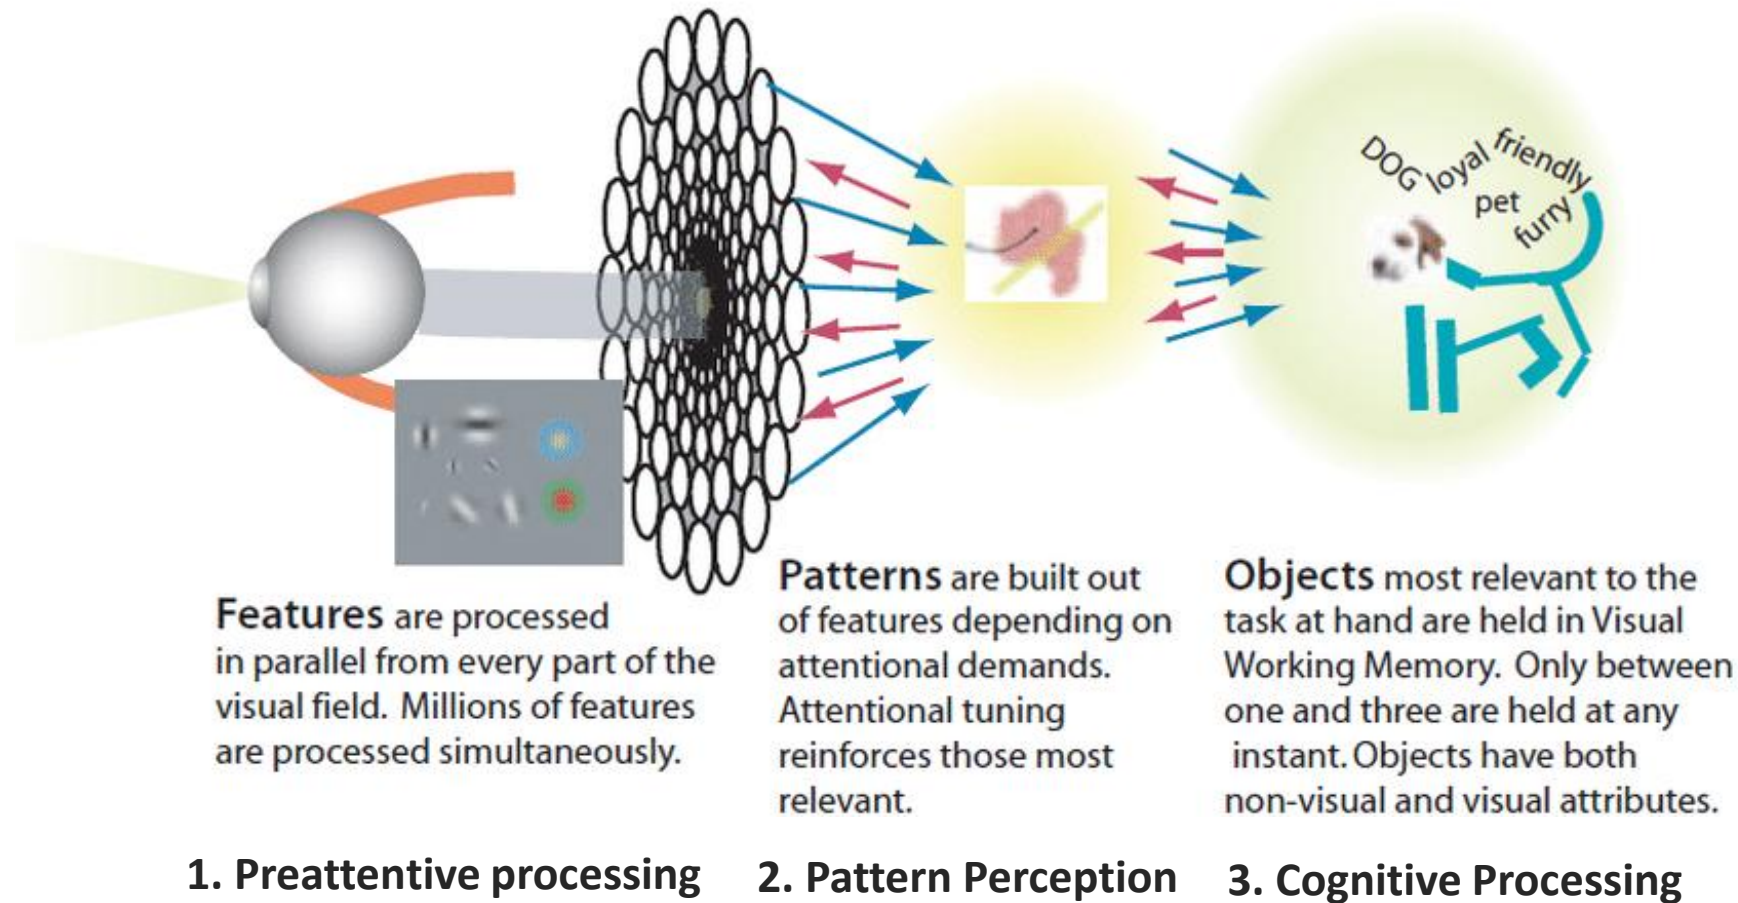 DOG loyal friendly
pet
furry
Features are processed
in parallel from every part of the
visual field. Millions of features
are processed simultaneously.
Patterns are built out
of features depending on
attentional demands.
Attentional tuning
reinforces those most
relevant.
Objects most relevant to the
task at hand are held in Visual
Working Memory. Only between
one and three are held at any
instant. Objects have both
non-visual and visual attributes.
1. Preattentive processing
2. Pattern Perception
3. Cognitive Processing